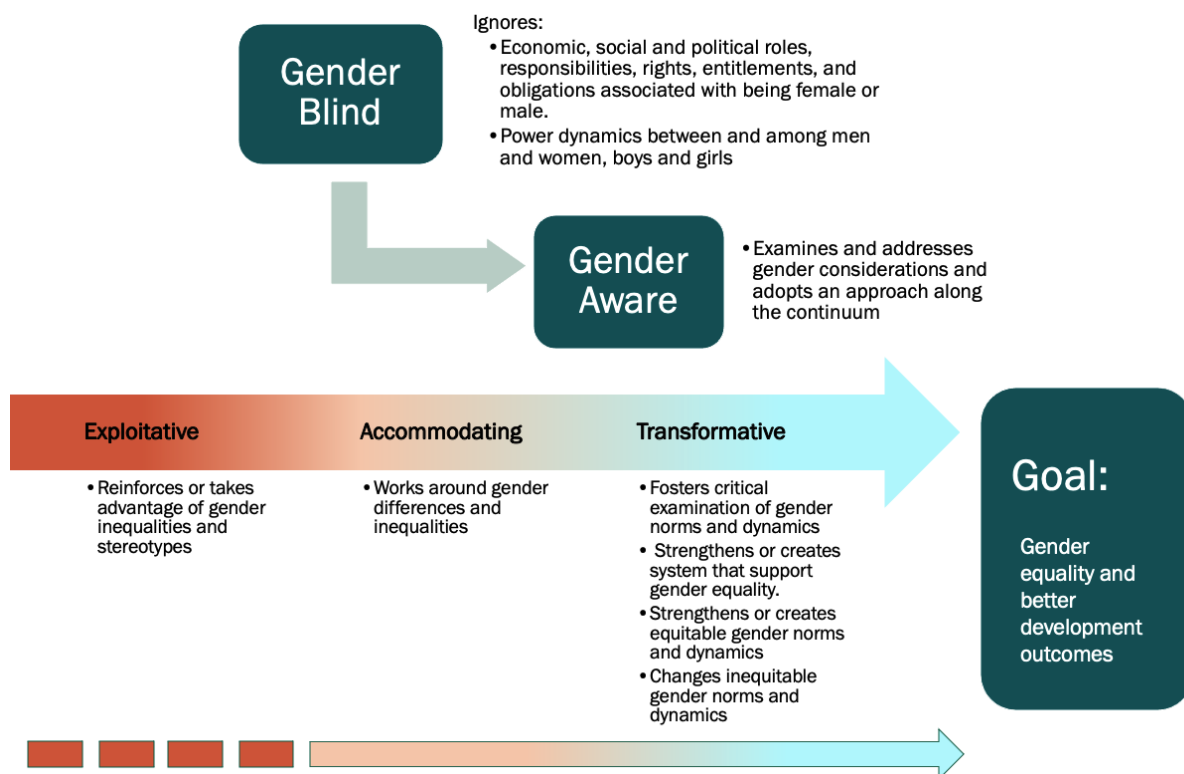 Gender
Blind
Ignores:
•Economic, social and political roles,
responsibilities, rights, entitlements, and
obligations associated with being female or
male.
•Power dynamics between and among men
and women, boys and girls
Gender
Aware
•Examines and addresses
gender considerations and
adopts an approach along
the continuum
Exploitative
•Reinforces or takes
advantage of gender
inequalities and
stereotypes
Accommodating
•Works around gender
differences and
inequalities
Transformative
•Fosters critical
examination of gender
norms and dynamics
• Strengthens or creates
system that support
gender equality.
•Strengthens or creates
equitable gender norms
and dynamics
•Changes inequitable
gender norms and
dynamics
Goal:
Gender
equality and
better
development
outcomes